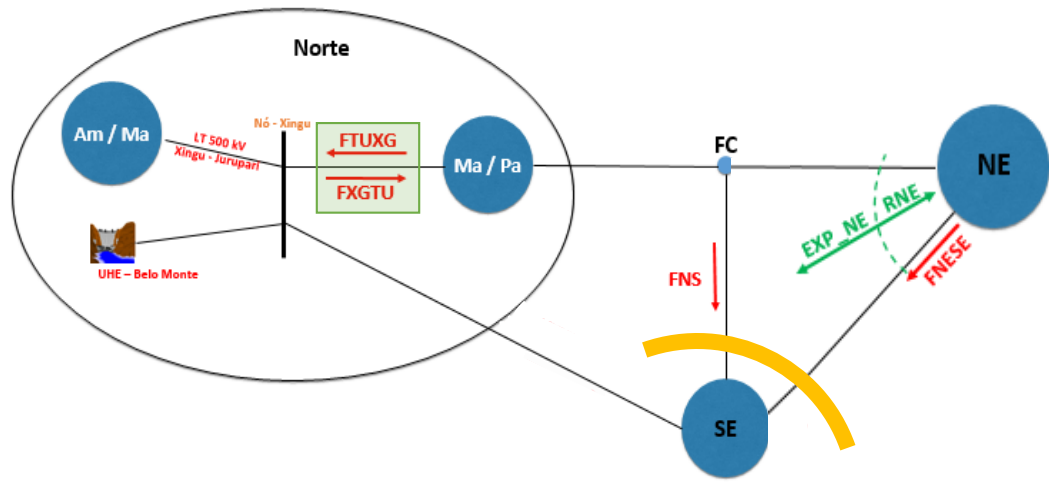 Norte
Am / Ma
LT 500 kV
Xingu - Jurupari
Nó - Xingu
FTUXG
FXGTU
Ma / Pa
FC
NE
EXP_NE RNE
FNESE
UHE – Belo Monte
FNS
SE